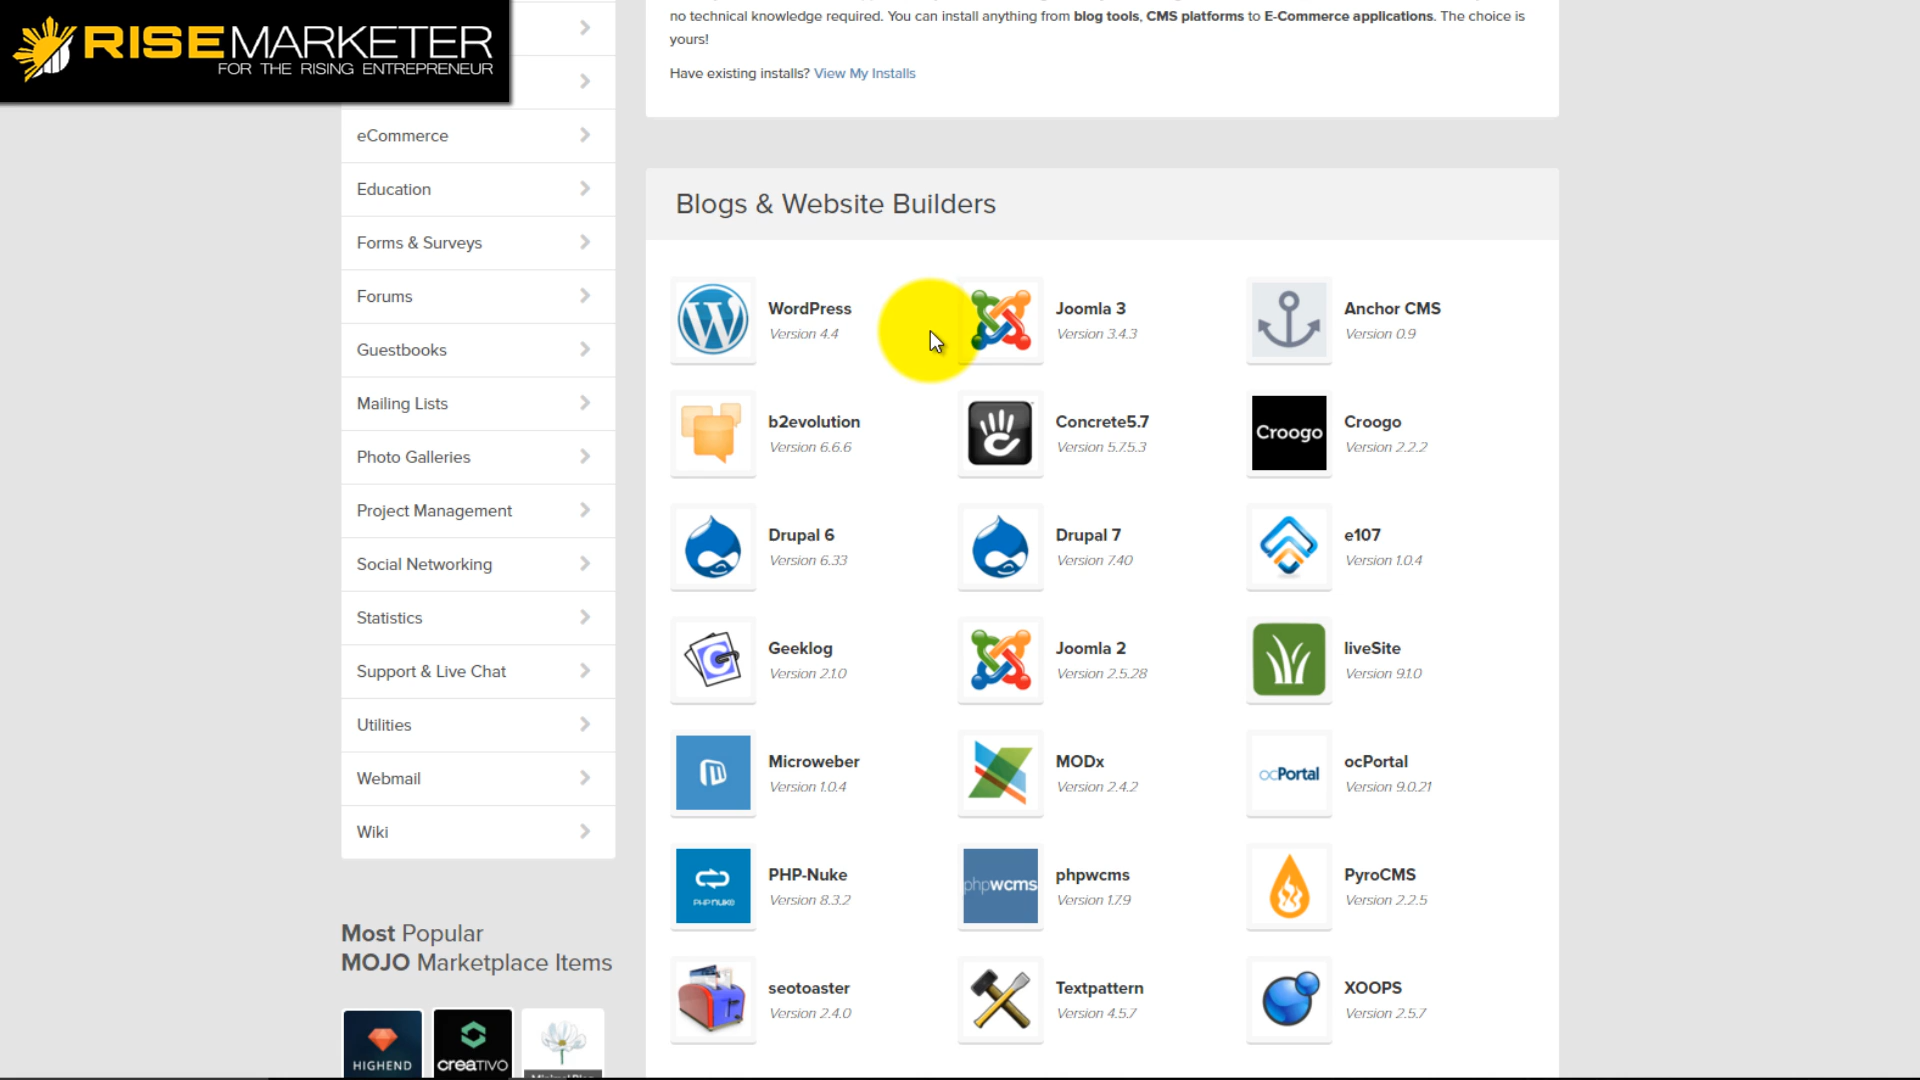 RISEMARKETER
FOR THE RISING ENTREPRENEUR
no technical knowledge required. You can install anything from blog tools, CMS platforms to E-Commerce applications. The choice is
yours!
Have existing installs? View My Installs
eCommerce
Education
Forms & Surveys
Forums
Guestbooks
Mailing Lists
Photo Galleries
Project Management
Social Networking
Statistics
Support & Live Chat
Utilities
Webmail
Wiki
Most Popular
MOJO Marketplace Items
HIGHEND
creativo
Blogs & Website Builders
WordPress
Version 4.4
Joomla 3
Version 3.4.3
Anchor CMS
Version 0.9
b2evolution
Version 6.6.6
Concrete5.7
Version 5.7.5.3
Croogo
Croogo
Version 2.2.2
Drupal 6
Version 6.33
Drupal 7
Version 7.40
e107
Version 1.0.4
Geeklog
Version 2.1.0
Joomla 2
Version 2.5.28
liveSite
Version 9.1.0
Microweber
Version 1.0.4
MODx
Version 2.4.2
ocPortal
ocPortal
Version 9.0.21
PHP NUKE
PHP-Nuke
Version 8.3.2
phpwcms
phpwcms
Version 1.7.9
PyroCMS
Version 2.2.5
seotoaster
Version 2.4.0
Textpattern
Version 4.5.7
XOOPS
Version 2.5.7